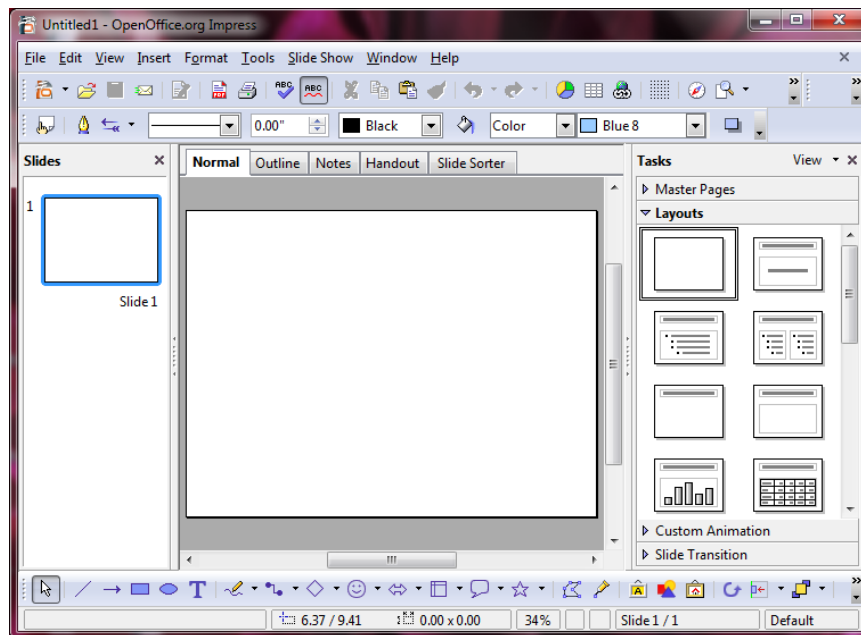 Untitled1 - OpenOffice.org Impress
File Edit View Insert Format Tools Slide Show Window Help
ABC ABC
0.00" Black Color Blue 8
Slides Normal Outline Notes Handout Slide Sorter Tasks View
Master Pages
Layouts
1
Slide 1
Custom Animation
Slide Transition
T A
6.37 / 9.41 0.00 x 0.00 34% Slide 1 / 1 Default